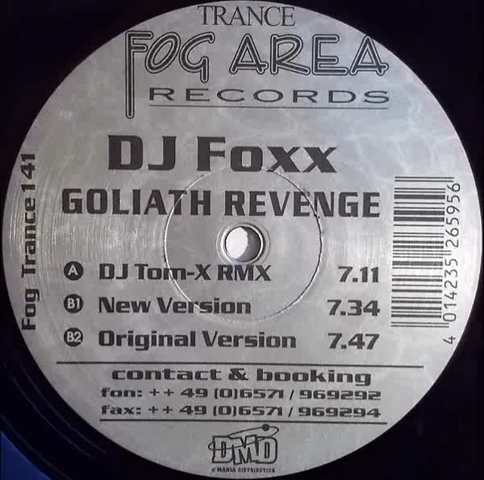 TRANCE
FOG AREA
RECORDS
DJ Foxx
GOLIATH REVENGE
A DJ Tom-X RMX 7.11
B1 New Version 7.34
B2 Original Version 7.47
contact & booking
fon: ++ 49 (0)6571 / 969292
fax: ++ 49 (0)6571 / 969294
DMD
D'MANIA DISTRIBUTION
Fog Trance 141
4 014235 265956